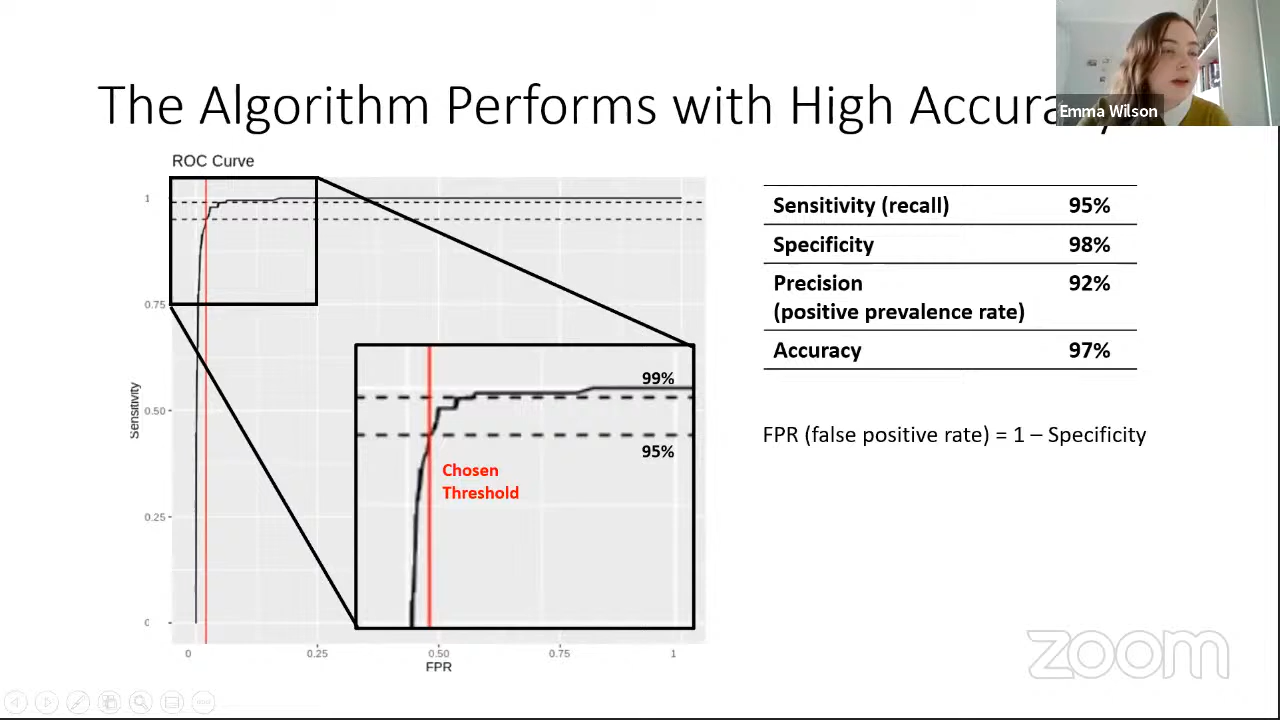 Emma Wilson
The Algorithm Performs with High
ROC Curve
1
0.75
0.50
0.25
0
Sensitivity
0
0.25
0.50
0.75
1
FPR
99%
95%
Chosen
Threshold
Sensitivity (recall) 95%
Specificity 98%
Precision 92%
(positive prevalence rate)
Accuracy 97%
FPR (false positive rate) = 1 – Specificity
zoom